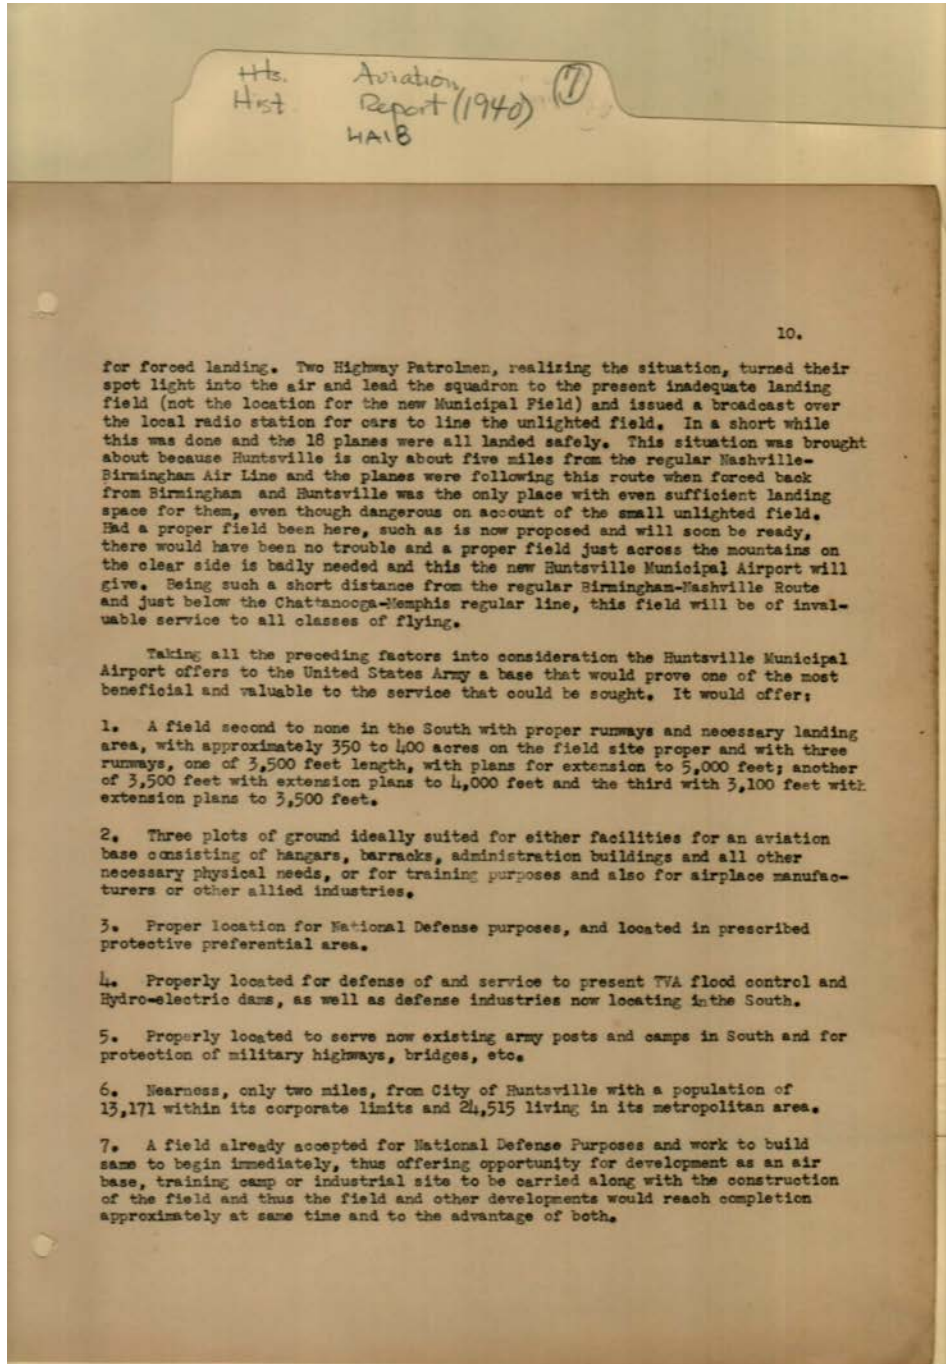 Hts. Aviation 7
Hist Report (1940)
HAIB
10.
for forced landing. Two Highway Patrolmen, realizing the situation, turned their
spot light into the air and lead the squadron to the present inadequate landing
field (not the location for the new Municipal Field) and issued a broadcast over
the local radio station for cars to line the unlighted field. In a short while
this was done and the 18 planes were all landed safely. This situation was brought
about because Huntsville is only about five miles from the regular Nashville-
Birmingham Air Line and the planes were following this route when forced back
from Birmingham and Huntsville was the only place with even sufficient landing
space for them, even though dangerous on account of the small unlighted field.
Had a proper field been here, such as is now proposed and will soon be ready,
there would have been no trouble and a proper field just across the mountains on
the clear side is badly needed and this the new Huntsville Municipal Airport will
give. Being such a short distance from the regular Birmingham-Nashville Route
and just below the Chattanooga-Memphis regular line, this field will be of inval-
uable service to all classes of flying.
Taking all the preceding factors into consideration the Huntsville Municipal
Airport offers to the United States Army a base that would prove one of the most
beneficial and valuable to the service that could be sought. It would offer:
1. A field second to none in the South with proper runways and necessary landing
area, with approximately 350 to 400 acres on the field site proper and with three
runways, one of 3,500 feet length, with plans for extension to 5,000 feet; another
of 3,500 feet with extension plans to 4,000 feet and the third with 3,100 feet with
extension plans to 3,500 feet.
2. Three plots of ground ideally suited for either facilities for an aviation
base consisting of hangars, barracks, administration buildings and all other
necessary physical needs, or for training purposes and also for airplace manufac-
turers or other allied industries.
3. Proper location for National Defense purposes, and located in prescribed
protective preferential area.
4. Properly located for defense of and service to present TVA flood control and
Hydro-electric dams, as well as defense industries now locating inthe South.
5. Properly located to serve now existing army posts and camps in South and for
protection of military highways, bridges, etc.
6. Nearness, only two miles, from City of Huntsville with a population of
13,171 within its corporate limits and 24,515 living in its metropolitan area.
7. A field already accepted for National Defense Purposes and work to build
same to begin immediately, thus offering opportunity for development as an air
base, training camp or industrial site to be carried along with the construction
of the field and thus the field and other developments would reach completion
approximately at same time and to the advantage of both.